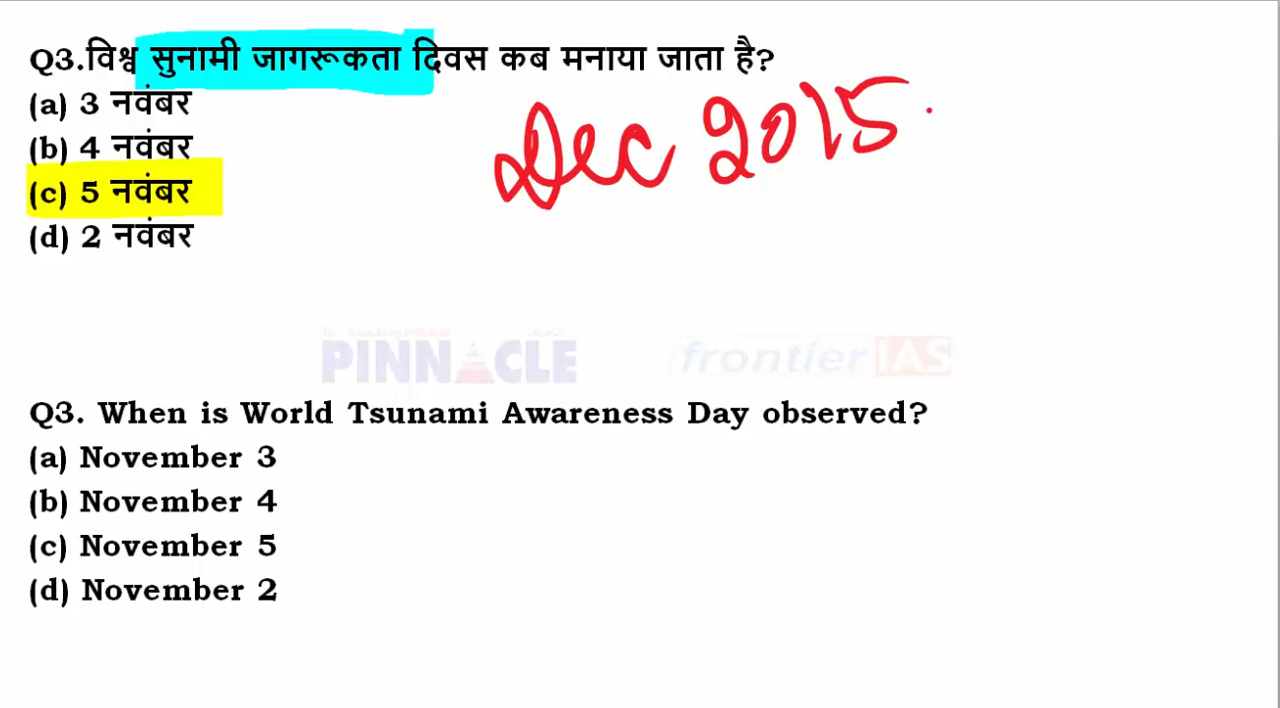 Q3.विश्व सुनामी जागरूकता दिवस कब मनाया जाता है?
(a) 3 नवंबर
Dec 2015
(b) 4 नवंबर
(c) 5 नवंबर
(d) 2 नवंबर
PINNACLE frontier IAS
Q3. When is World Tsunami Awareness Day observed?
(a) November 3
(b) November 4
(c) November 5
(d) November 2